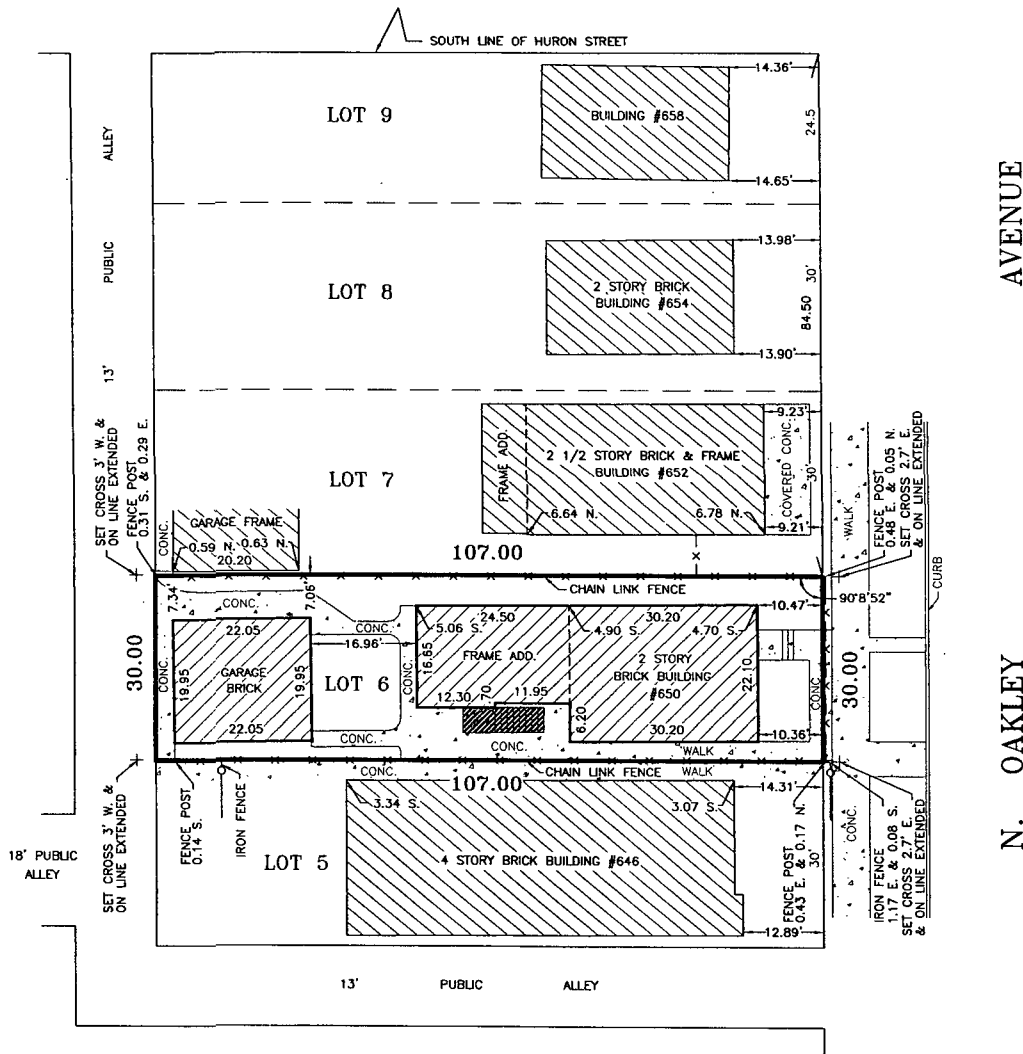 SOUTH LINE OF HURON STREET
ALLEY
PUBLIC
13'
LOT 9
BUILDING #658
14.36'
24.5
14.65'
AVENUE
LOT 8
2 STORY BRICK
BUILDING #654
13.98'
30'
84.50
13.90'
SET CROSS 3' W. &
ON LINE EXTENDED
FENCE POST
0.31 S. & 0.29 E.
LOT 7
FRAME ADD.
2 1/2 STORY BRICK & FRAME
BUILDING #652
6.64 N.
6.78 N.
9.23'
COVERED CONC.
30'
9.21'
WALK
FENCE POST
0.48 E. & 0.05 N.
SET CROSS 2.7' E.
& ON LINE EXTENDED
CURB
CONC.
GARAGE FRAME
0.59 N.
0.63 N.
20.20
107.00
CHAIN LINK FENCE
90°8'52"
7.34'
CONC.
7.06'
CONC.
30.00
CONC.
22.05
19.95
GARAGE
BRICK
19.95
22.05
16.96'
LOT 6
CONC.
CONC.
5.06 S.
24.50
16.65
FRAME ADD.
12.30
.70
11.95
4.90 S.
30.20
4.70 S.
2 STORY
BRICK BUILDING
#650
22.10
6.20
30.20
10.47'
CONC.
10.36'
30.00
CONC.
WALK
CONC.
107.00
CHAIN LINK FENCE
WALK
SET CROSS 3' W. &
ON LINE EXTENDED
FENCE POST
0.14 S.
IRON FENCE
LOT 5
3.34 S.
3.07 S.
4 STORY BRICK BUILDING #646
14.31'
FENCE POST
0.43 E. & 0.17 N.
30'
12.89'
CONC.
IRON FENCE
1.17 E. & 0.08 S.
SET CROSS 2.7' E.
& ON LINE EXTENDED
N. OAKLEY
18' PUBLIC
ALLEY
13' PUBLIC ALLEY